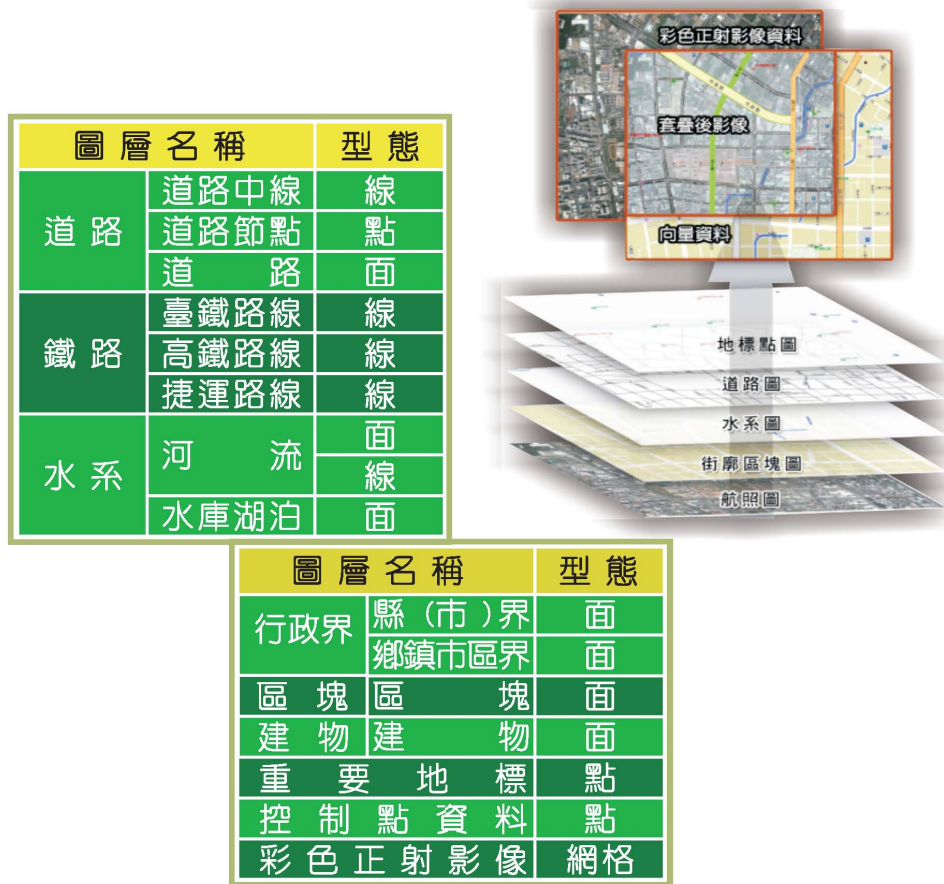 圖層名稱 型態
道路 道路中線 線
道路節點 點
道路 面
鐵路 臺鐵路線 線
高鐵路線 線
捷運路線 線
水系 河流 面
線
水庫湖泊 面
彩色正射影像資料
套疊後影像
向量資料
地標點圖
道路圖
水系圖
街廓區塊圖
航照圖
圖層名稱 型態
行政界 縣(市)界 面
鄉鎮市區界 面
區塊 區塊 面
建物 建物 面
重要地標 點
控制點資料 點
彩色正射影像 網格